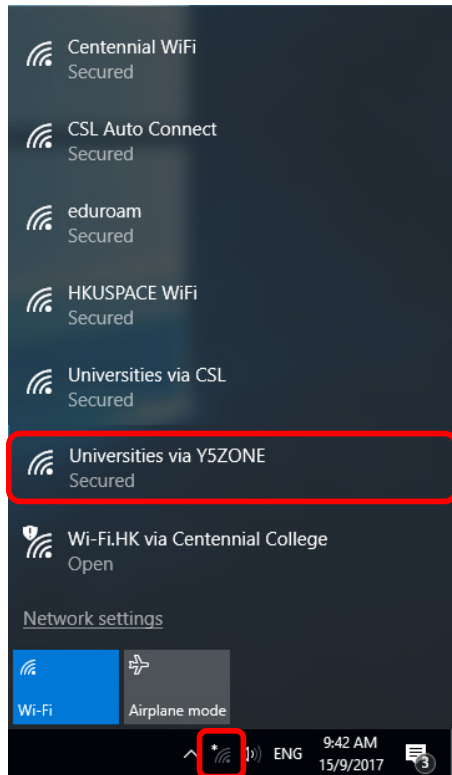 Centennial WiFi
Secured
CSL Auto Connect
Secured
eduroam
Secured
HKUSPACE WiFi
Secured
Universities via CSL
Secured
Universities via Y5ZONE
Secured
Wi-Fi.HK via Centennial College
Open
Network settings
Wi-Fi
Airplane mode
ENG
9:42 AM
15/9/2017
3